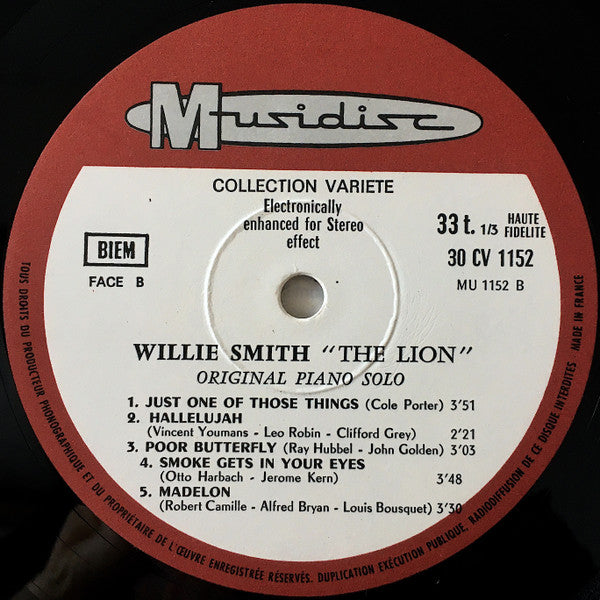 Musidisc
COLLECTION VARIETE
Electronically
enhanced for Stereo
effect
BIEM
FACE B
33 t. 1/3 HAUTE FIDELITE
30 CV 1152
MU 1152 B
WILLIE SMITH "THE LION"
ORIGINAL PIANO SOLO
1. JUST ONE OF THOSE THINGS (Cole Porter) 3'51
2. HALLELUJAH
(Vincent Youmans - Leo Robin - Clifford Grey) 2'21
3. POOR BUTTERFLY (Ray Hubbel - John Golden) 3'03
4. SMOKE GETS IN YOUR EYES
(Otto Harbach - Jerome Kern) 3'48
5. MADELON
(Robert Camille - Alfred Bryan - Louis Bousquet) 3'30
TOUS DROITS DU PRODUCTEUR PHONOGRAPHIQUE ET DU PROPRIÉTAIRE DE L'ŒUVRE ENREGISTRÉE RÉSERVÉS. DUPLICATION EXÉCUTION PUBLIQUE, RADIODIFFUSION DE CE DISQUE INTERDITES MADE IN FRANCE